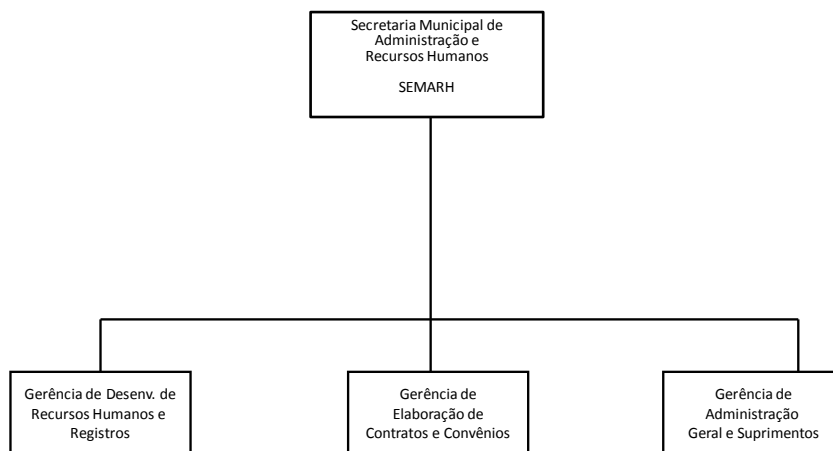 Secretaria Municipal de
Administração e
Recursos Humanos
SEMARH
Gerência de Desenv. de
Recursos Humanos e
Registros
Gerência de
Elaboração de
Contratos e Convênios
Gerência de
Administração
Geral e Suprimentos